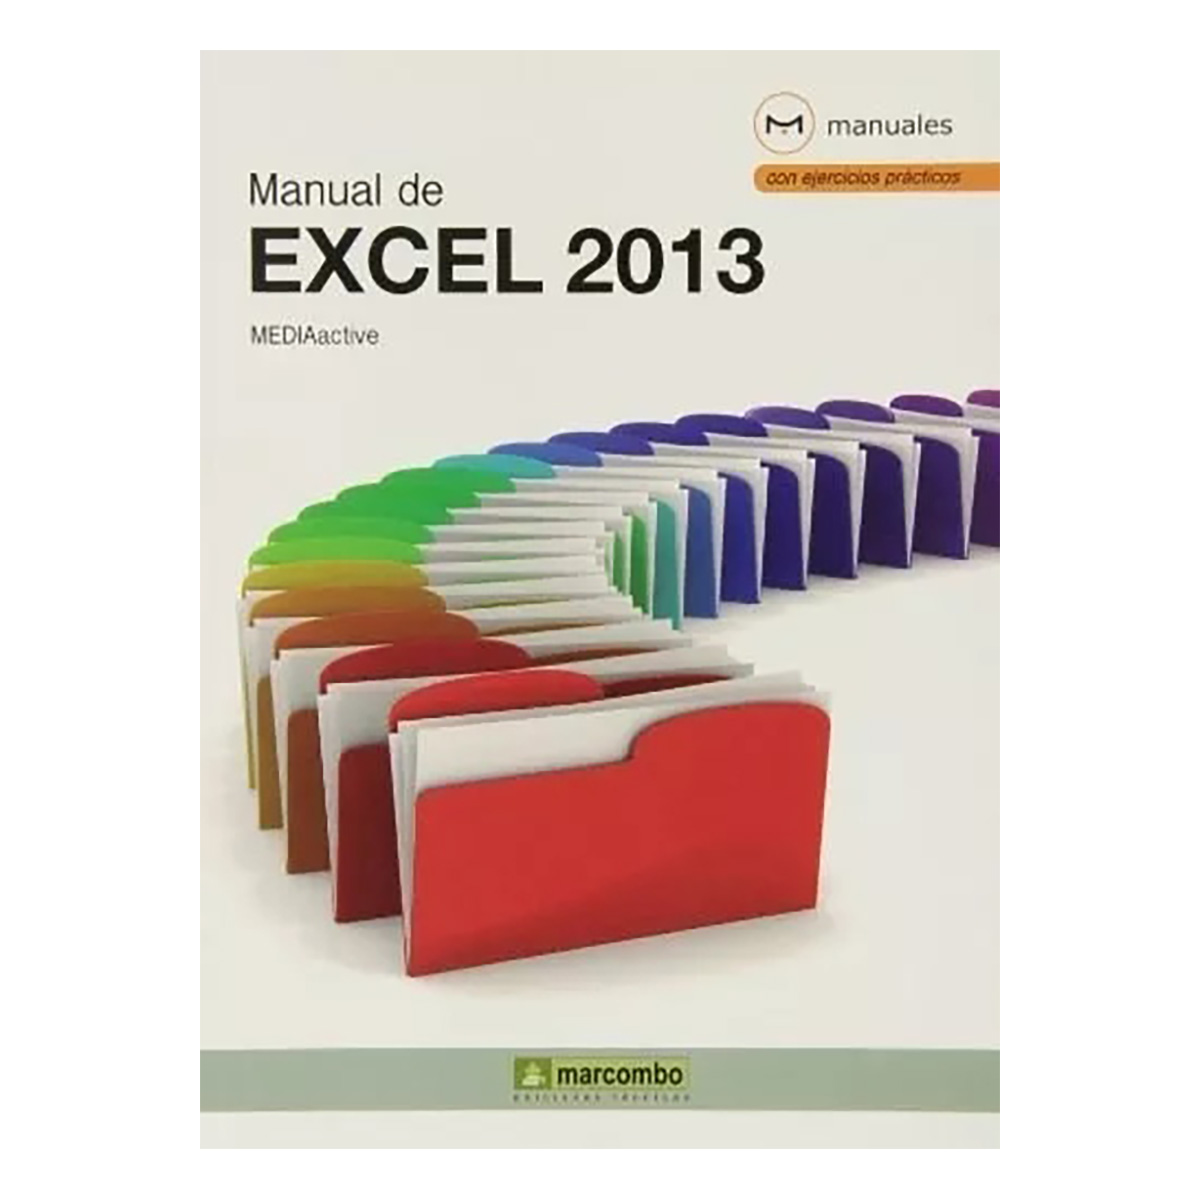 manuales
con ejercicios prácticos
Manual de
EXCEL 2013
MEDIAactive
marcombo